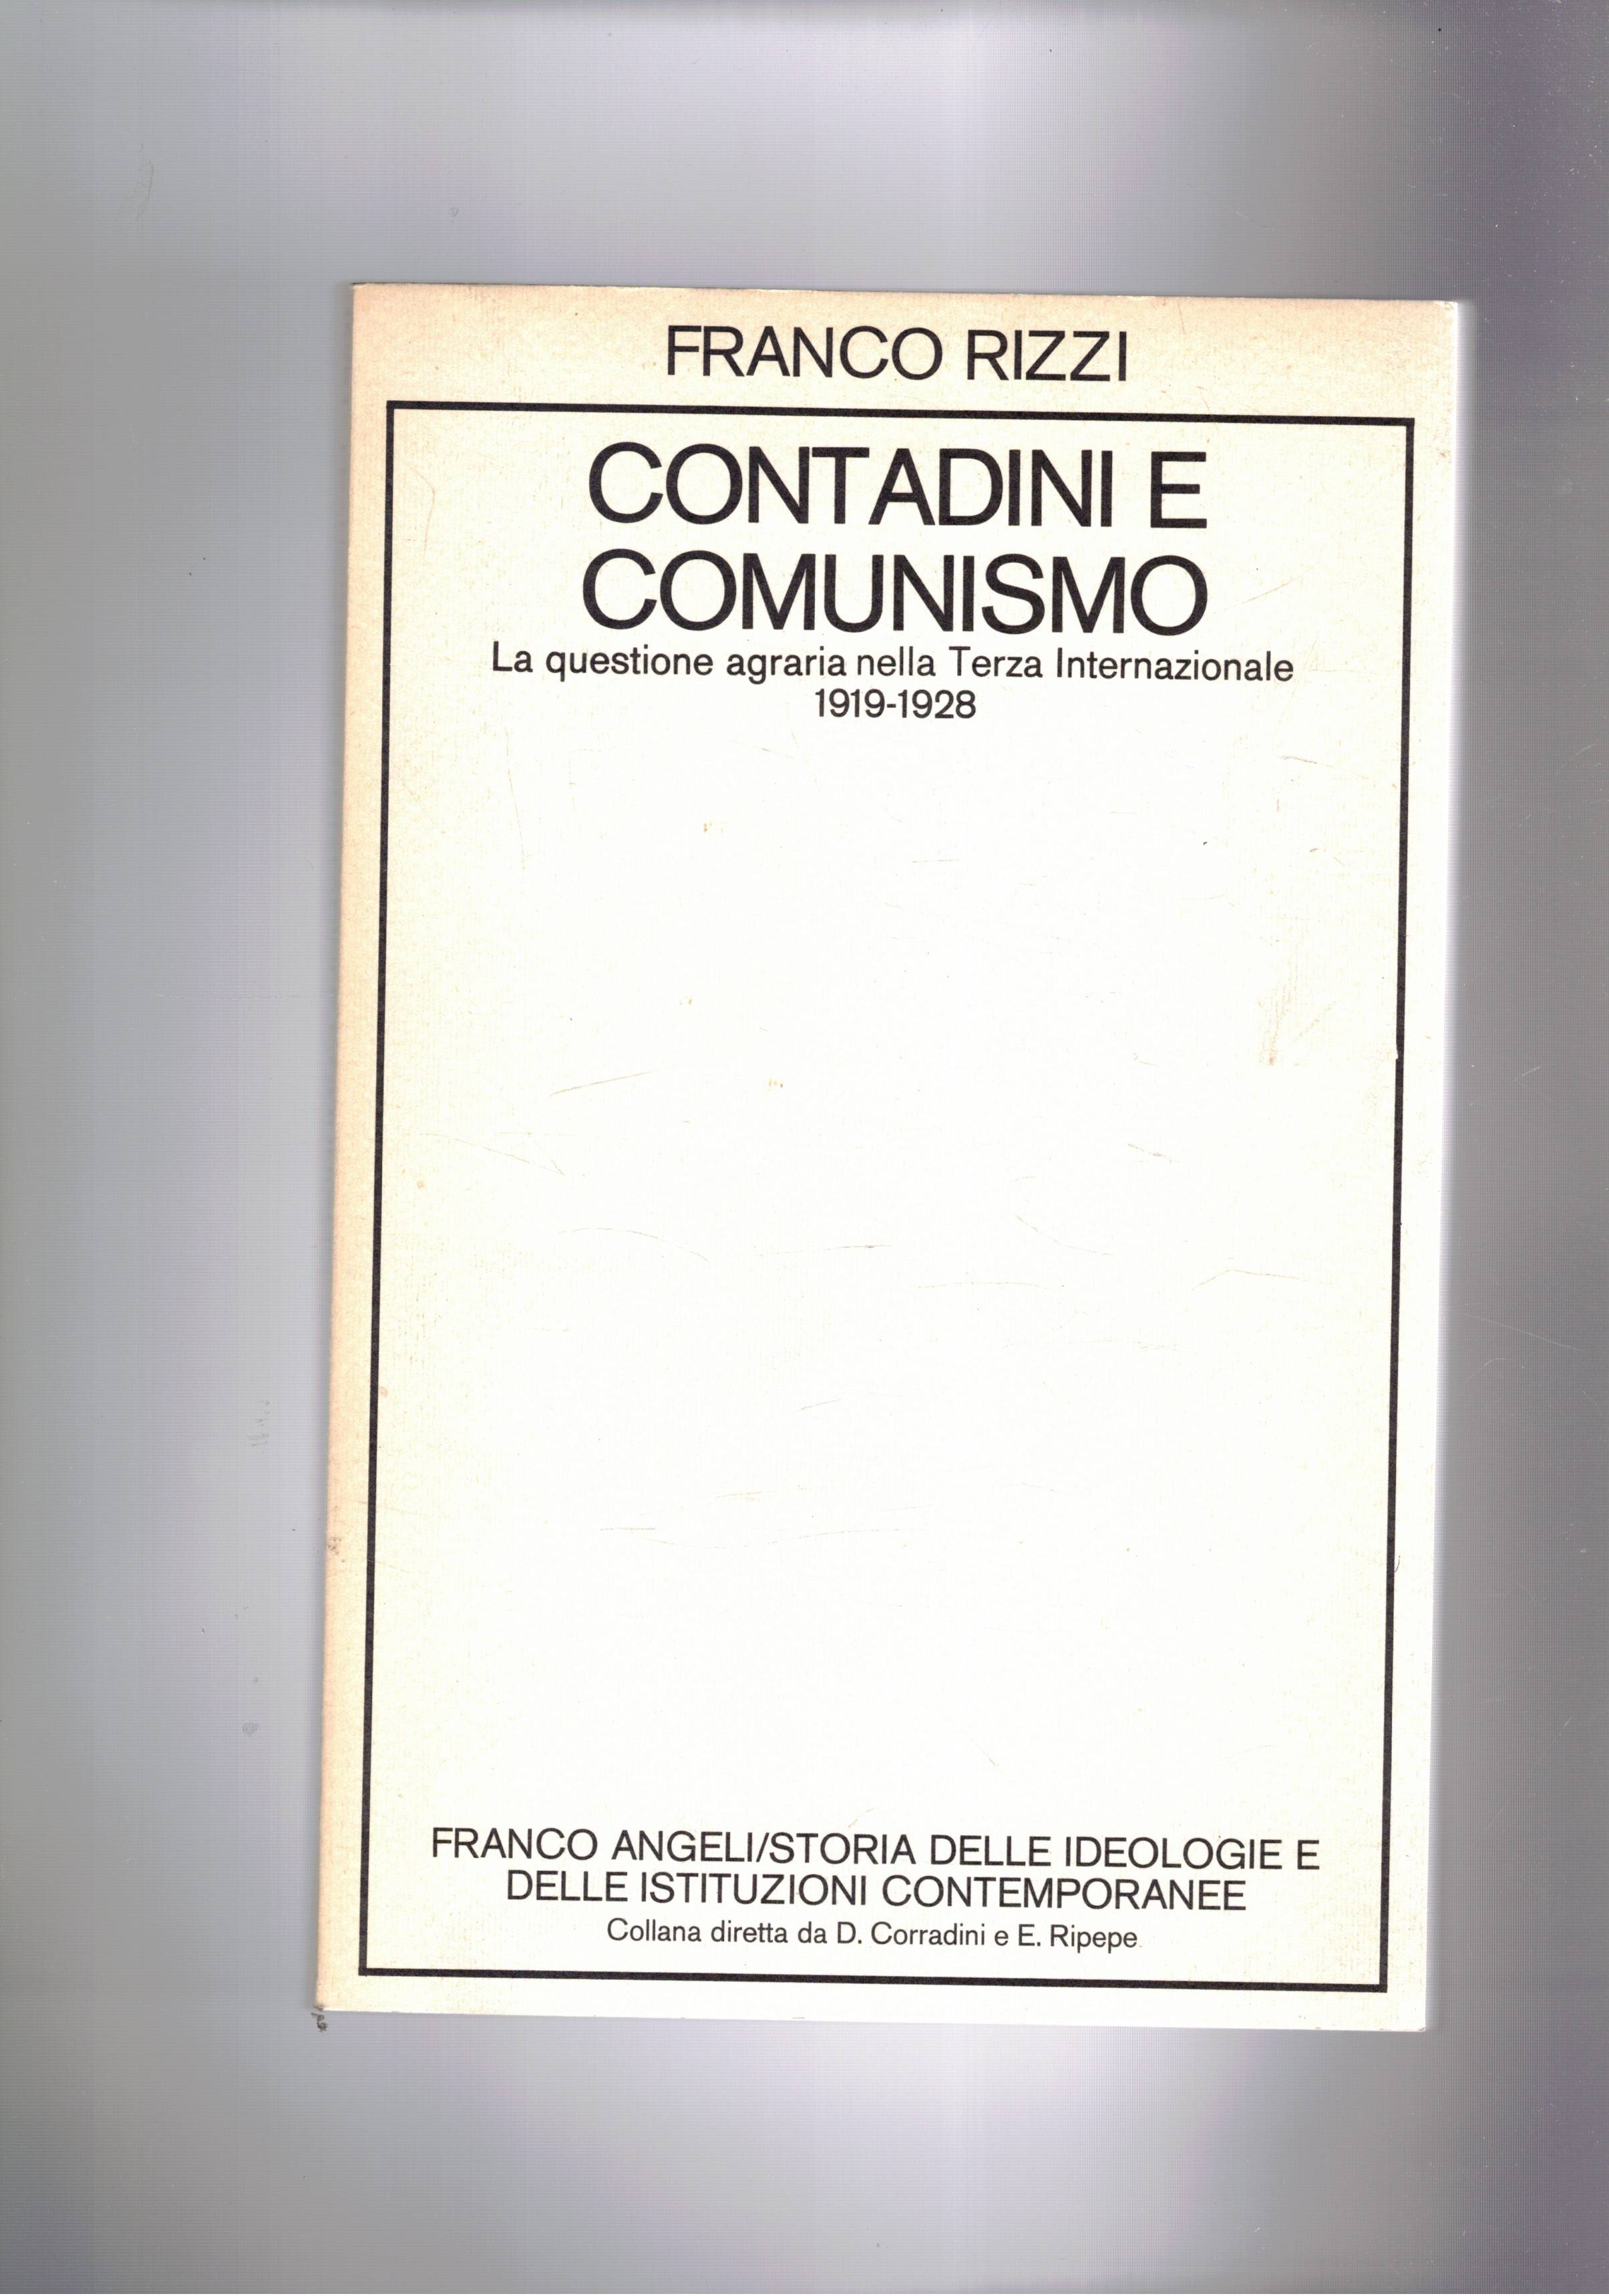 FRANCO RIZZI
CONTADINI E
COMUNISMO
La questione agraria nella Terza Internazionale
1919-1928
FRANCO ANGELI/STORIA DELLE IDEOLOGIE E
DELLE ISTITUZIONI CONTEMPORANEE
Collana diretta da D. Corradini e E. Ripepe